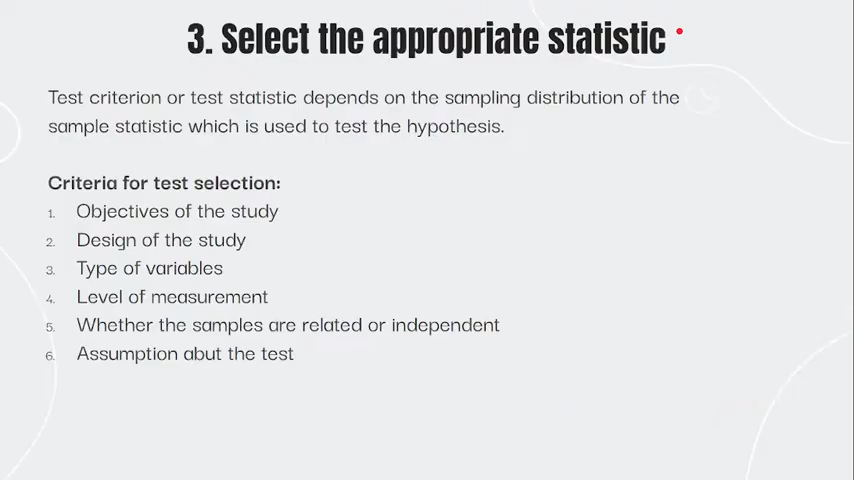 3. Select the appropriate statistic
Test criterion or test statistic depends on the sampling distribution of the
sample statistic which is used to test the hypothesis.
Criteria for test selection:
1. Objectives of the study
2. Design of the study
3. Type of variables
4. Level of measurement
5. Whether the samples are related or independent
6. Assumption abut the test